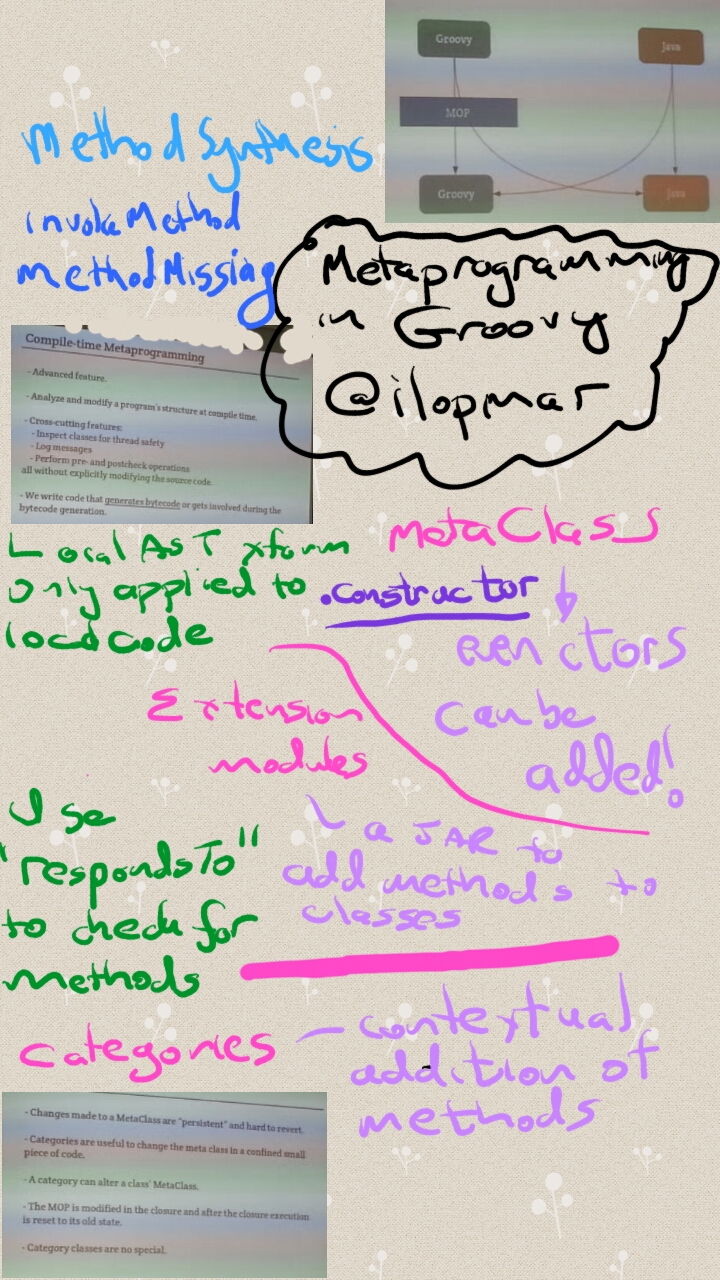 Groovy
Java
MOP
Groovy
Java
Method Synthesis
invokeMethod
methodMissing
Metaprogramming
in Groovy
@ilopmar
Compile-time Metaprogramming
- Advanced feature.
- Analyze and modify a program's structure at compile time.
- Cross-cutting features:
- Inspect classes for thread safety
- Log messages
- Perform pre- and postcheck operations
all without explicitly modifying the source code.
- We write code that generates bytecode or gets involved during the
bytecode generation.
Local AST xform
only applied to
local code
metaClass
.constructor
even ctors
can be
added!
Extension
modules
a JAR to
add methods to
classes
Use
"respondsTo"
to check for
methods
Categories - contextual
addition of
methods
- Changes made to a MetaClass are "persistent" and hard to revert.
- Categories are useful to change the meta class in a confined small
piece of code.
- A category can alter a class' MetaClass.
- The MOP is modified in the closure and after the closure execution
is reset to its old state.
- Category classes are no special.